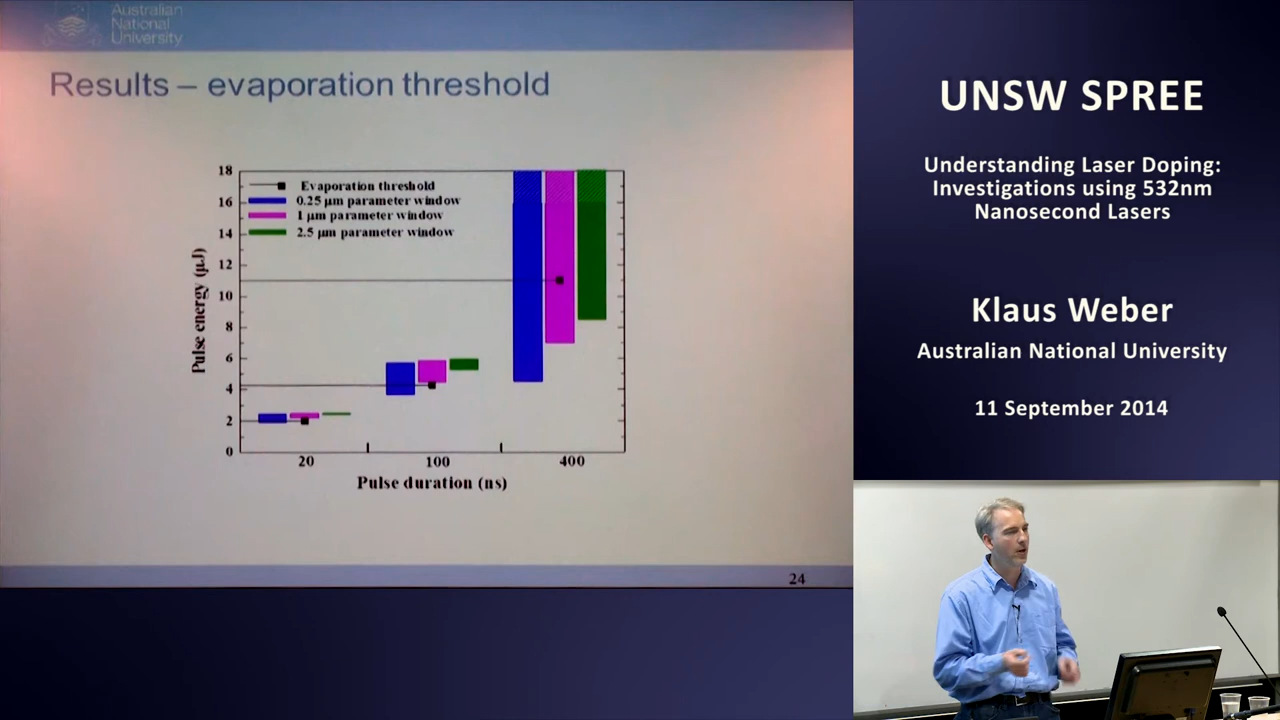 Australian
National
University
Results – evaporation threshold
Evaporation threshold
0.25 μm parameter window
1 μm parameter window
2.5 μm parameter window
Pulse energy (μJ)
18
16
14
12
10
8
6
4
2
0
20 100 400
Pulse duration (ns)
24
UNSW SPREE
Understanding Laser Doping:
Investigations using 532nm
Nanosecond Lasers
Klaus Weber
Australian National University
11 September 2014